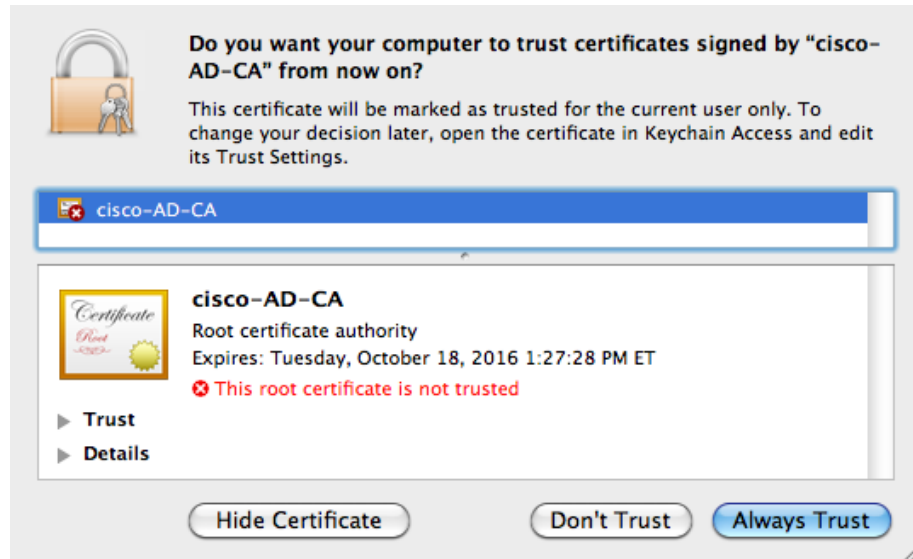 Do you want your computer to trust certificates signed by “cisco-
AD-CA” from now on?
This certificate will be marked as trusted for the current user only. To
change your decision later, open the certificate in Keychain Access and edit
its Trust Settings.
cisco-AD-CA
Certificate
Root
cisco-AD-CA
Root certificate authority
Expires: Tuesday, October 18, 2016 1:27:28 PM ET
This root certificate is not trusted
Trust
Details
Hide Certificate
Don't Trust
Always Trust